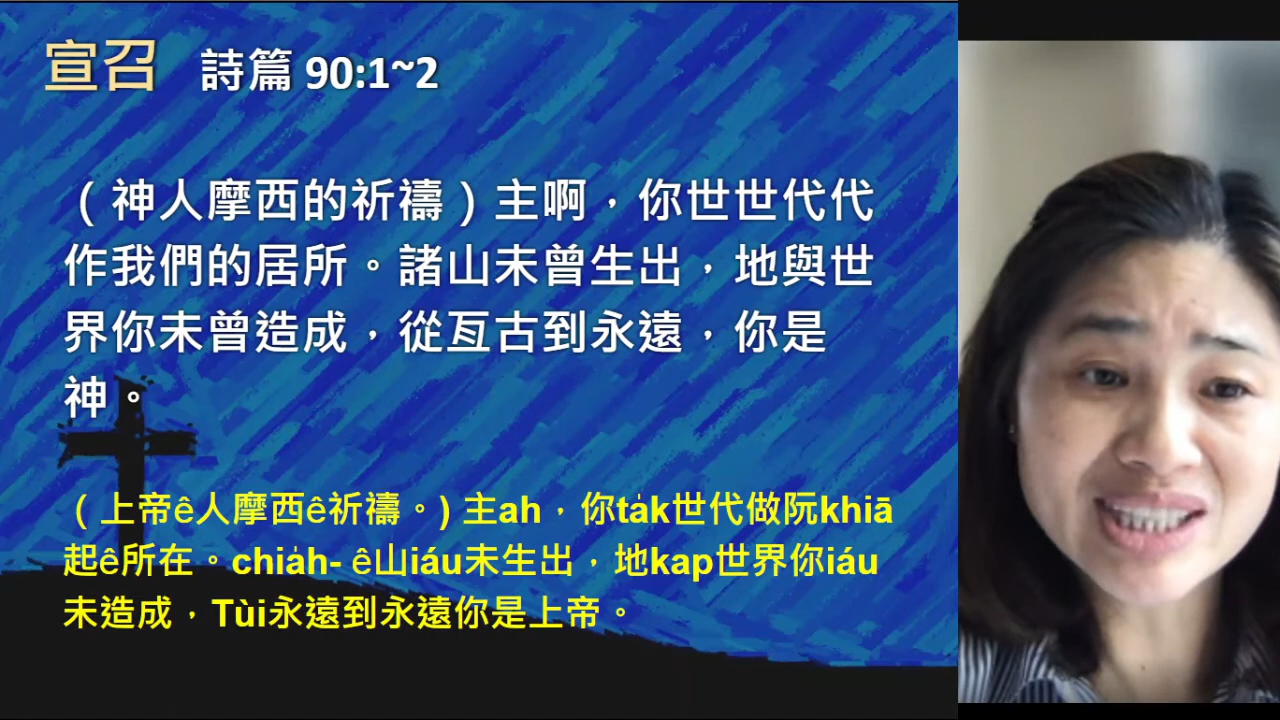 宣召 詩篇 90:1~2
（神人摩西的祈禱）主啊，你世世代代
作我們的居所。諸山未曾生出，地與世
界你未曾造成，從亙古到永遠，你是
神。
（上帝ê人摩西ê祈禱。) 主ah，你ta̍k世代做阮khiā
起ê所在。chia̍h- ê山iáu未生出，地kap世界你iáu
未造成，Tùi永遠到永遠你是上帝。